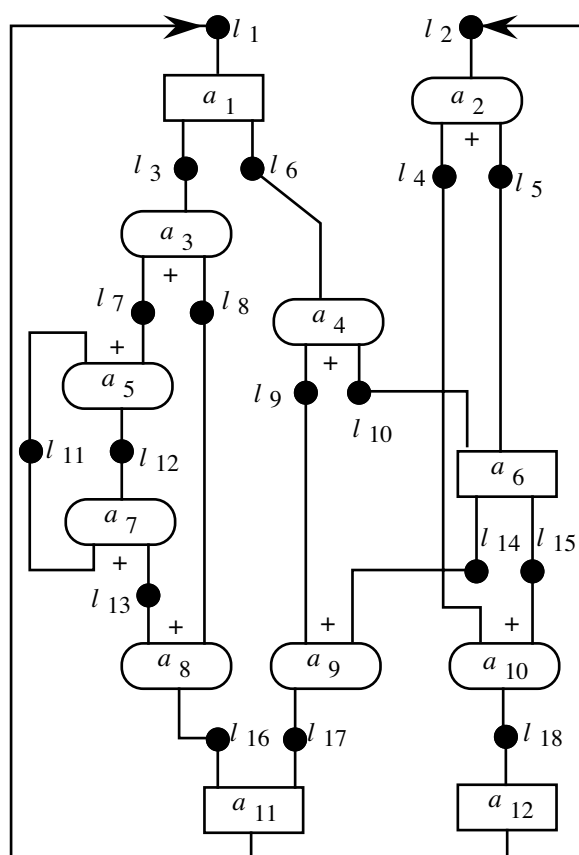 l 1 l 2
a 1 a 2
+
l 3 l 6 l 4 l 5
a 3
+
l 7 l 8
a 4
+
+
a 5
l 9
l 10
l 11 l 12
a 6
a 7
+
l 14 l 15
l 13
+ + +
a 8 a 9 a 10
l 16 l 17 l 18
a 11 a 12